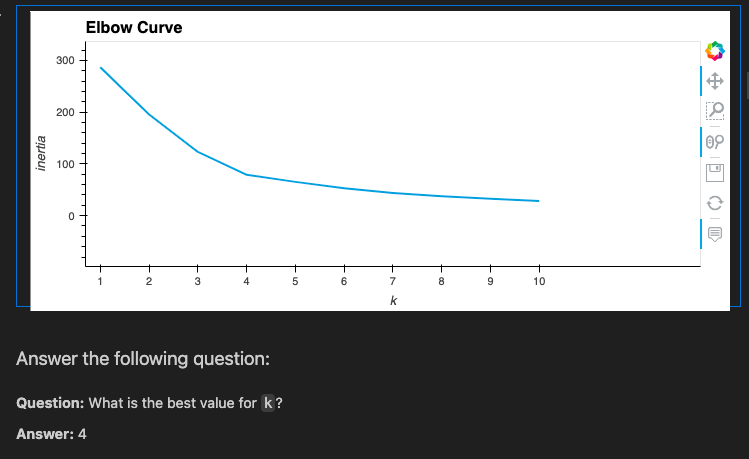 Elbow Curve
300
200
100
0
inertia
1 2 3 4 5 6 7 8 9 10
k
Answer the following question:
Question: What is the best value for k?
Answer: 4